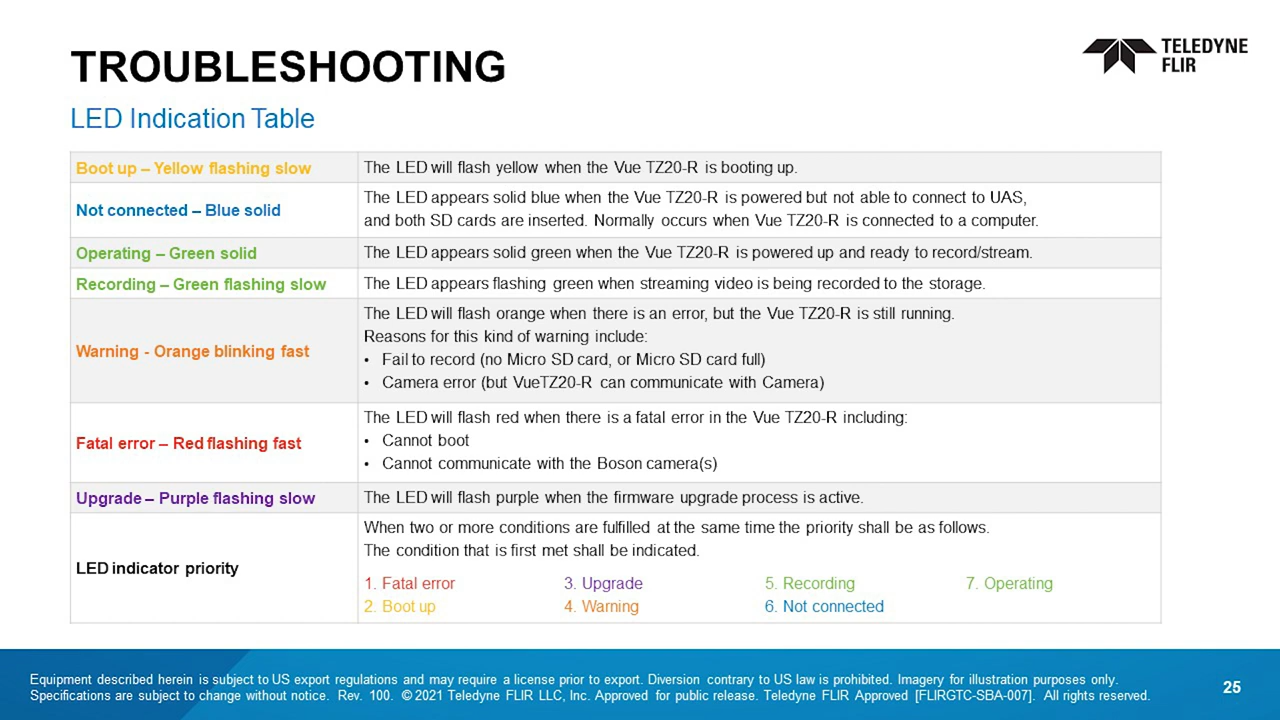 TROUBLESHOOTING
TELEDYNE
FLIR
LED Indication Table
Boot up – Yellow flashing slow
The LED will flash yellow when the Vue TZ20-R is booting up.
Not connected – Blue solid
The LED appears solid blue when the Vue TZ20-R is powered but not able to connect to UAS,
and both SD cards are inserted. Normally occurs when Vue TZ20-R is connected to a computer.
Operating – Green solid
The LED appears solid green when the Vue TZ20-R is powered up and ready to record/stream.
Recording – Green flashing slow
The LED appears flashing green when streaming video is being recorded to the storage.
Warning - Orange blinking fast
The LED will flash orange when there is an error, but the Vue TZ20-R is still running.
Reasons for this kind of warning include:
• Fail to record (no Micro SD card, or Micro SD card full)
• Camera error (but VueTZ20-R can communicate with Camera)
Fatal error – Red flashing fast
The LED will flash red when there is a fatal error in the Vue TZ20-R including:
• Cannot boot
• Cannot communicate with the Boson camera(s)
Upgrade – Purple flashing slow
The LED will flash purple when the firmware upgrade process is active.
LED indicator priority
When two or more conditions are fulfilled at the same time the priority shall be as follows.
The condition that is first met shall be indicated.
1. Fatal error 3. Upgrade 5. Recording 7. Operating
2. Boot up 4. Warning 6. Not connected
Equipment described herein is subject to US export regulations and may require a license prior to export. Diversion contrary to US law is prohibited. Imagery for illustration purposes only.
Specifications are subject to change without notice. Rev. 100. © 2021 Teledyne FLIR LLC, Inc. Approved for public release. Teledyne FLIR Approved [FLIRGTC-SBA-007]. All rights reserved.
25